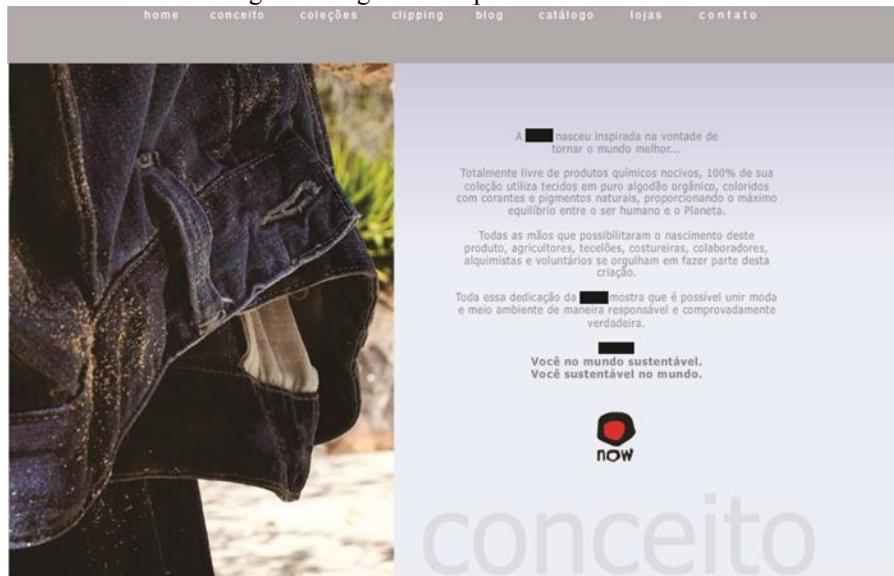 home conceito coleções clipping blog catálogo lojas contato
A nasceu inspirada na vontade de
tornar o mundo melhor...
Totalmente livre de produtos químicos nocivos, 100% de sua
coleção utiliza tecidos em puro algodão orgânico, coloridos
com corantes e pigmentos naturais, proporcionando o máximo
equilíbrio entre o ser humano e o Planeta.
Todas as mãos que possibilitaram o nascimento deste
produto, agricultores, tecelões, costureiras, colaboradores,
alquimistas e voluntários se orgulham em fazer parte desta
criação.
Toda essa dedicação da mostra que é possível unir moda
e meio ambiente de maneira responsável e comprovadamente
verdadeira.
Você no mundo sustentável.
Você sustentável no mundo.
now
conceito